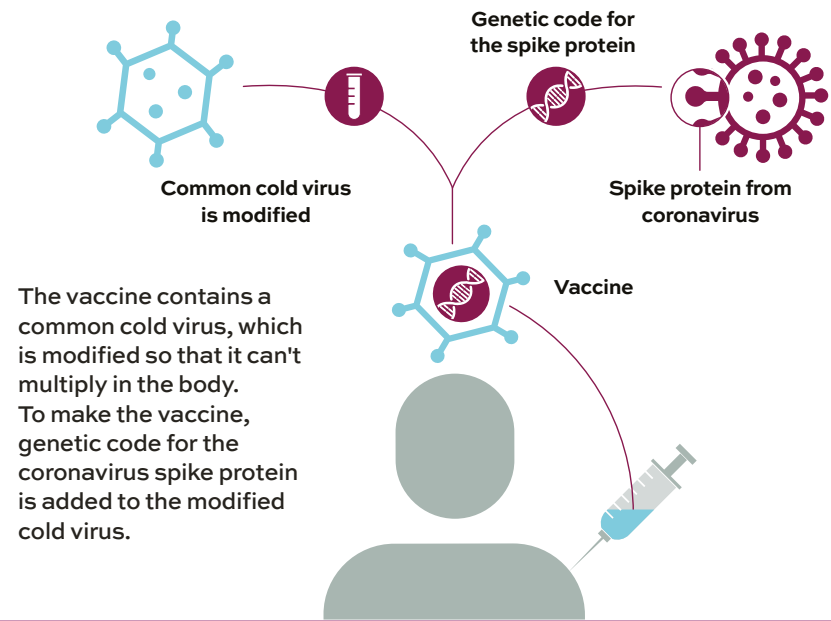 Genetic code for
the spike protein
Common cold virus
is modified
Spike protein from
coronavirus
Vaccine
The vaccine contains a
common cold virus, which
is modified so that it can't
multiply in the body.
To make the vaccine,
genetic code for the
coronavirus spike protein
is added to the modified
cold virus.